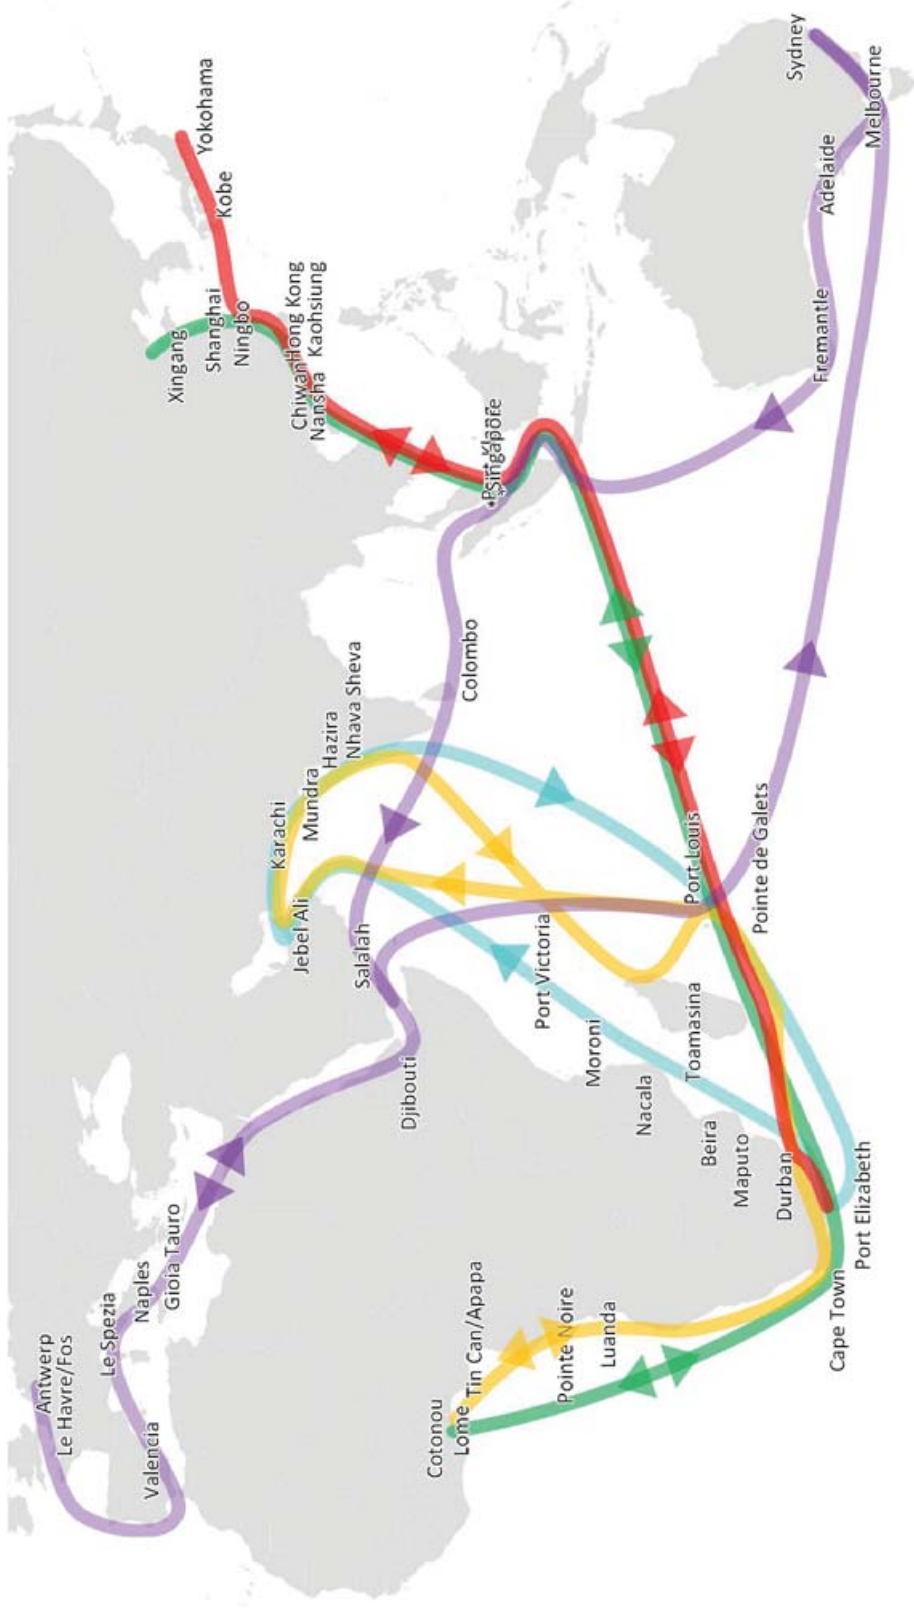 Antwerp
Le Havre/Fos
Le Spezia
Naples
Gioia Tauro
Valencia
Xingang
Shanghai
Ningbo
Yokohama
Kobe
Hong Kong
Kaohsiung
Chiwan
Nansha
Karachi
Mundra
Hazira
Nhava Sheva
Jebel Ali
Salalah
Djibouti
Colombo
Singapore
Cotonou
Lome
Tin Can/Apapa
Pointe Noire
Luanda
Port Victoria
Moroni
Nacala
Toamasina
Beira
Maputo
Durban
Port Louis
Pointe de Galets
Cape Town
Port Elizabeth
Fremantle
Adelaide
Melbourne
Sydney